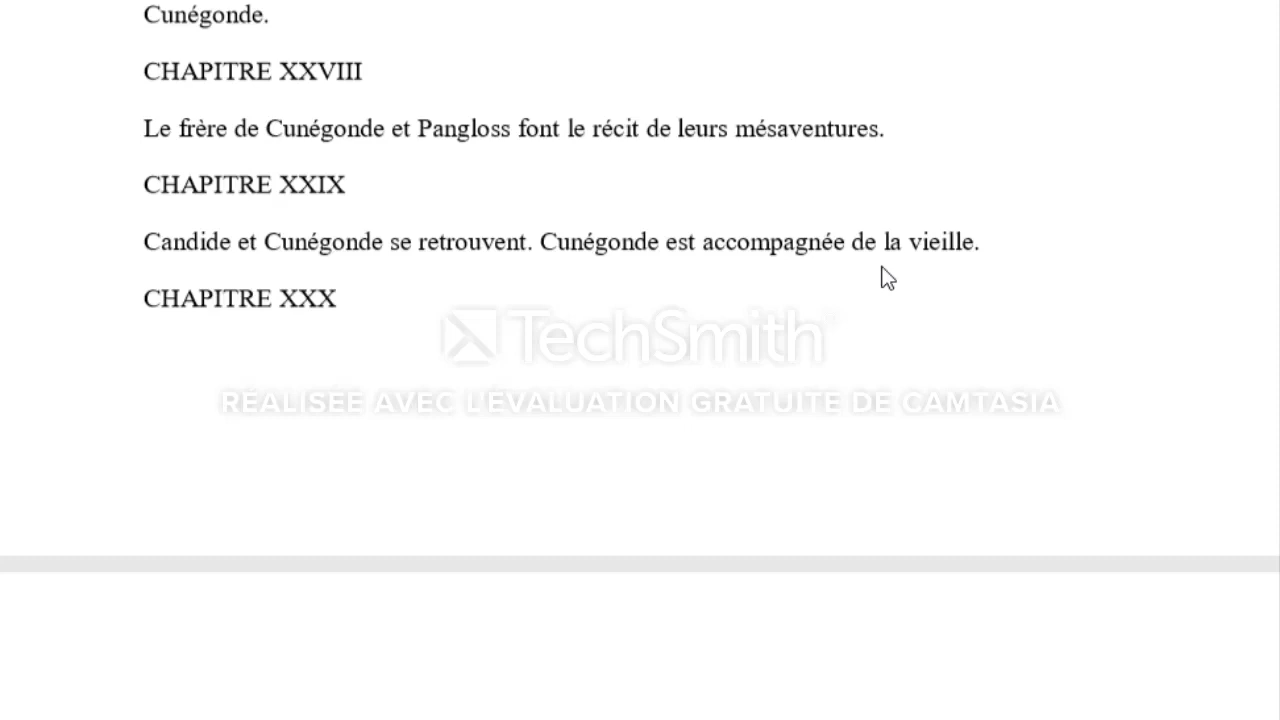 Cunégonde.
CHAPITRE XXVIII
Le frère de Cunégonde et Pangloss font le récit de leurs mésaventures.
CHAPITRE XXIX
Candide et Cunégonde se retrouvent. Cunégonde est accompagnée de la vieille.
CHAPITRE XXX
TechSmith
RÉALISÉE AVEC L'ÉVALUATION GRATUITE DE CAMTASIA